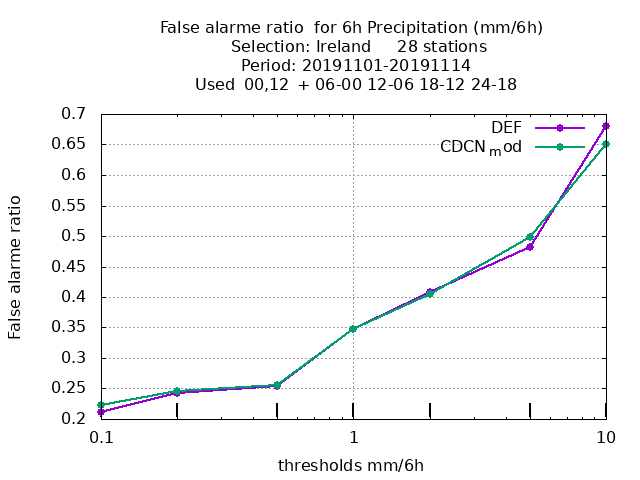 False alarme ratio  for 6h Precipitation (mm/6h)
Selection: Ireland     28 stations
Period: 20191101-20191114
Used  00,12  + 06-00 12-06 18-12 24-18
DEF
CDCNmod
False alarme ratio
0.7
0.65
0.6
0.55
0.5
0.45
0.4
0.35
0.3
0.25
0.2
0.1
1
10
thresholds mm/6h